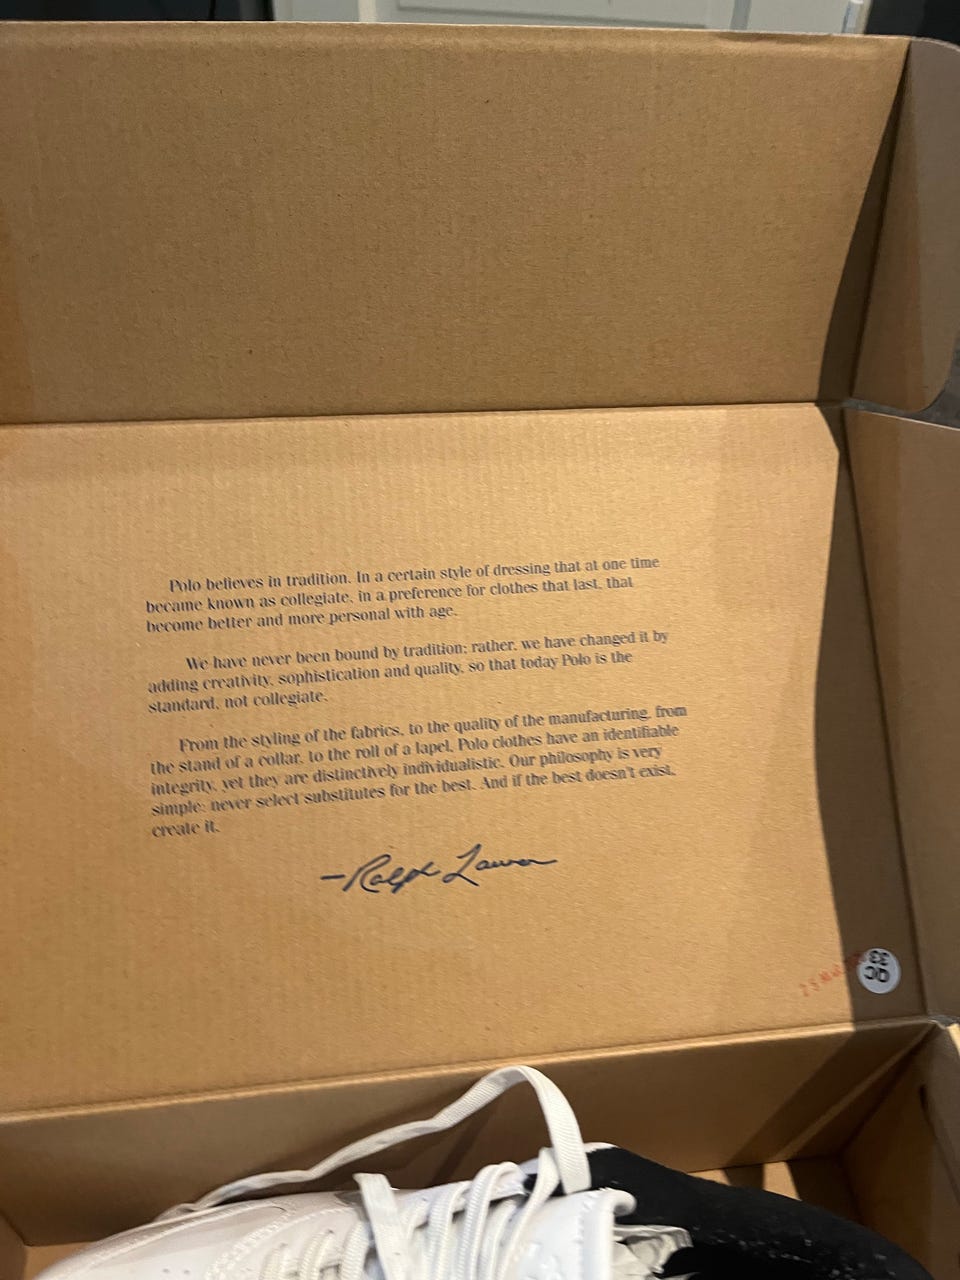 Polo believes in tradition. In a certain style of dressing that at one time
became known as collegiate, in a preference for clothes that last, that
become better and more personal with age.
We have never been bound by tradition; rather, we have changed it by
adding creativity, sophistication and quality, so that today Polo is the
standard, not collegiate.
From the styling of the fabrics, to the quality of the manufacturing, from
the stand of a collar, to the roll of a lapel, Polo clothes have an identifiable
integrity, yet they are distinctively individualistic. Our philosophy is very
simple: never select substitutes for the best. And if the best doesn't exist,
create it.
-Ralph Lauren
QC
33